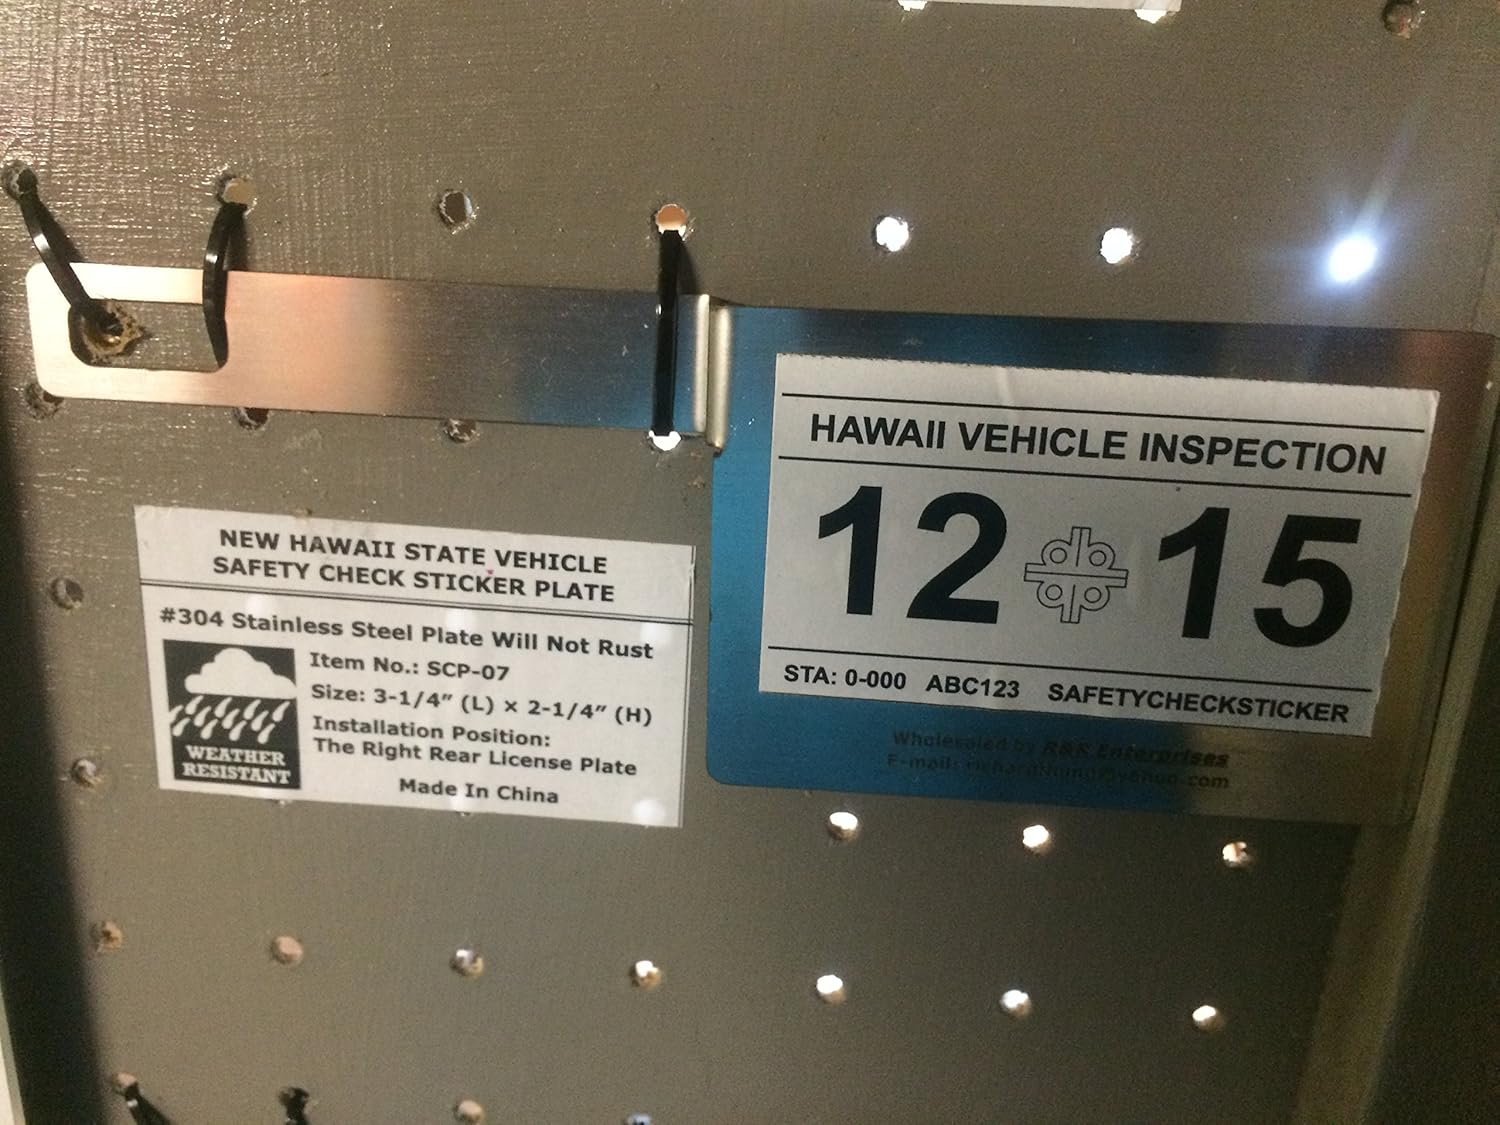 NEW HAWAII STATE VEHICLE
SAFETY CHECK STICKER PLATE
#304 Stainless Steel Plate Will Not Rust
Item No.: SCP-07
Size: 3-1/4″ (L) × 2-1/4″ (H)
Installation Position:
The Right Rear License Plate
Made In China
WEATHER
RESISTANT
HAWAII VEHICLE INSPECTION
12 15
STA: 0-000 ABC123 SAFETYCHECKSTICKER
Wholesaled by R&R Enterprises
E-mail: